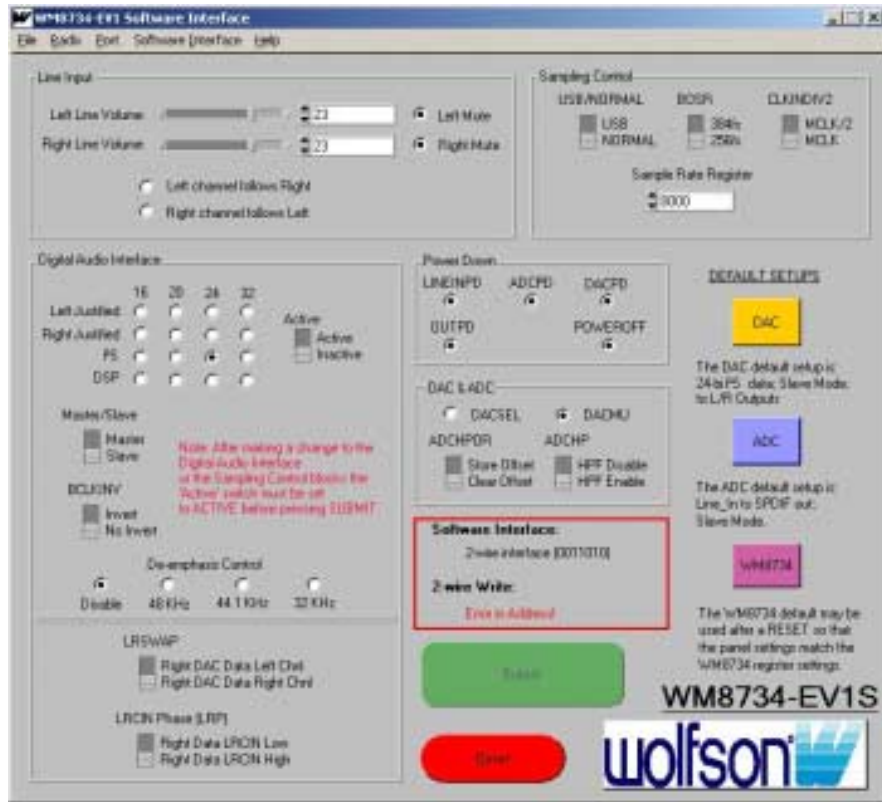 WM8734-EV1 Software Interface
File Radio Port Software Interface Help
Line Input
Left Line Volume 23 Left Mute
Right Line Volume 23 Right Mute
Left channel follows Right
Right channel follows Left
Sampling Control
USB/NORMAL BOSR CLKINDIV2
USB 384fs MCLK/2
NORMAL 256fs MCLK
Sample Rate Register
0000
Digital Audio Interface
16 20 24 32
Left Justified
Right Justified
I²S
DSP
Active
Active
Inactive
Master/Slave
Master
Slave
Note: After making a change to the
Digital Audio Interface
or the Sampling Control blocks the
'Active' switch must be set
to ACTIVE before pressing SUBMIT
BCLKINV
Invert
No Invert
De-emphasis Control
Disable 48 KHz 44.1 KHz 32 KHz
LRSWAP
Right DAC Data Left Chnl
Right DAC Data Right Chnl
LRCIN Phase (LRP)
Right Data LRCIN Low
Right Data LRCIN High
Power Down
LINEINPD ADCPD DACPD
OUTPD POWEROFF
DAC & ADC
DACSEL DACMU
ADCHPOR ADCHP
Store Offset HPF Disable
Clear Offset HPF Enable
Software Interface:
2-wire interface [0011010]
2-wire Write:
Error in Address!
Submit
Reset
DEFAULT SETUPS
DAC
The DAC default setup is:
24-bit I²S data; Slave Mode;
to L/R Outputs
ADC
The ADC default setup is:
Line_In to SPDIF out;
Slave Mode.
WM8734
The WM8734 default may be
used after a RESET so that
the panel settings match the
WM8734 register settings.
WM8734-EV1S
wolfson